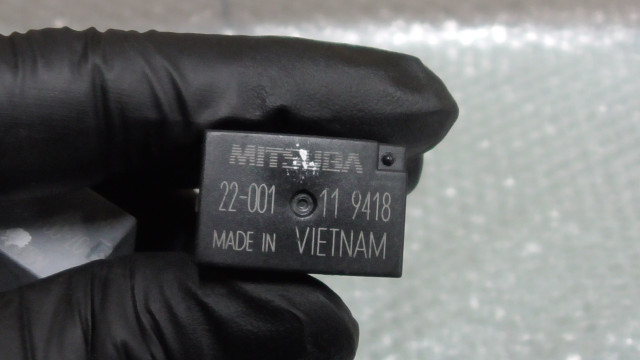 MITSUBA
22-001 11 9418
MADE IN VIETNAM